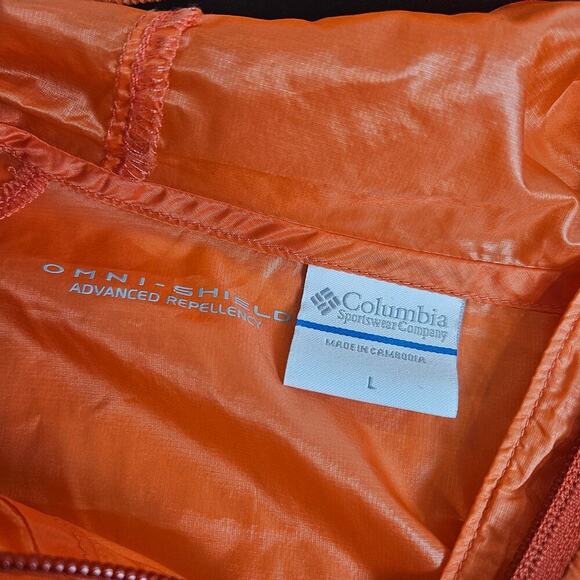 OMNI-SHIELD
ADVANCED REPELLENCY
Columbia
Sportswear Company
MADE IN CAMBODIA
L